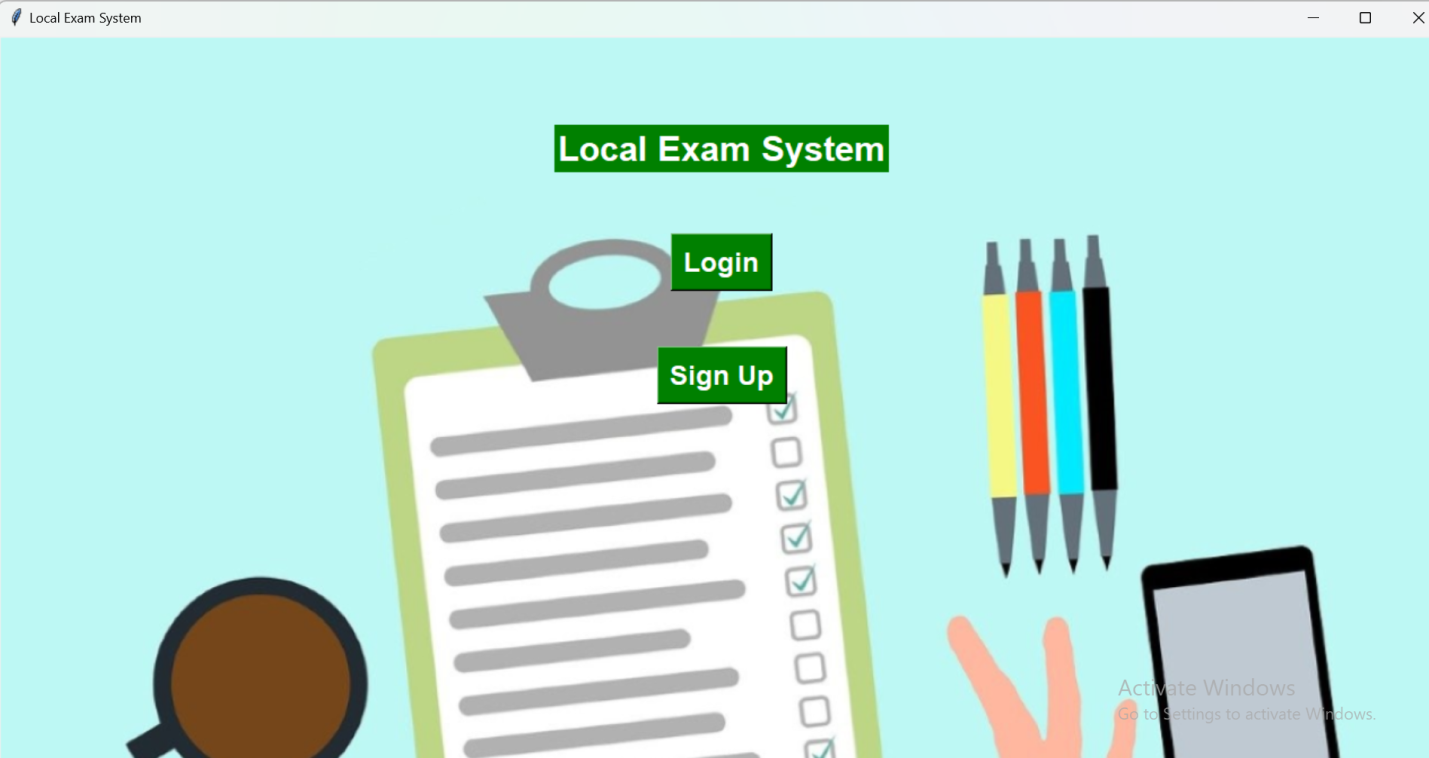 Local Exam System
Local Exam System
Login
Sign Up
Activate Windows
Go to Settings to activate Windows.